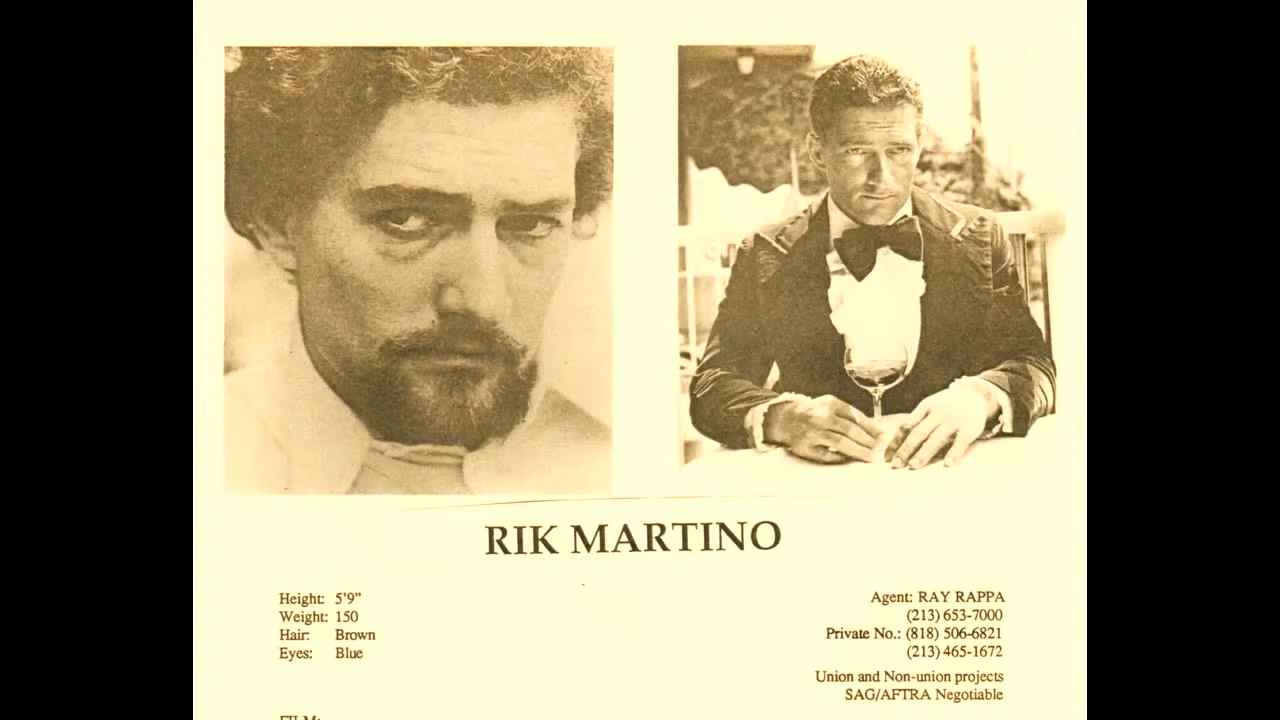 RIK MARTINO
Height: 5'9"
Weight: 150
Hair: Brown
Eyes: Blue
Agent: RAY RAPPA
(213) 653-7000
Private No.: (818) 506-6821
(213) 465-1672
Union and Non-union projects
SAG/AFTRA Negotiable
FILM: